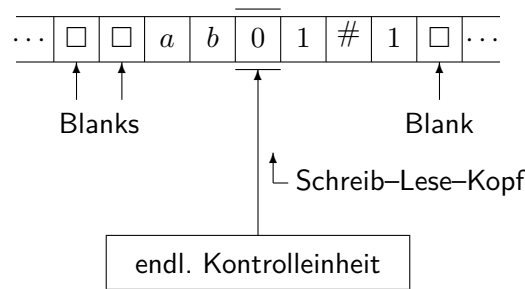 ··· □ □ a b 0 1 # 1 □ ···
Blanks Blank
Schreib–Lese–Kopf
endl. Kontrolleinheit